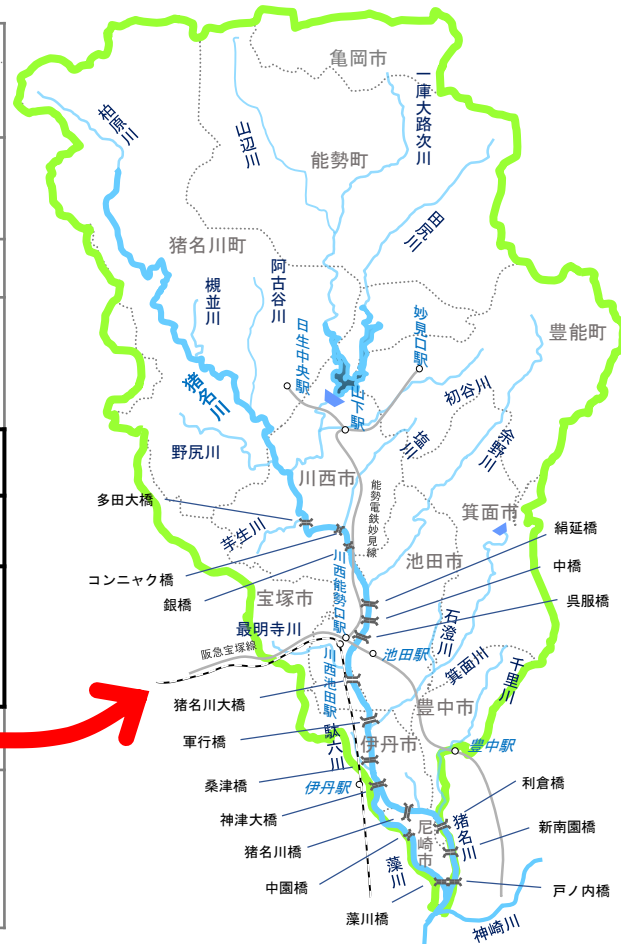 亀岡市
一庫大路次川
柏原川
山辺川
能勢町
田尻川
猪名川町
阿古谷川
槻並川
日生中央駅
妙見口駅
豊能町
猪名川
山下駅
初谷川
塩川
余野川
野尻川
川西市
能勢電鉄妙見線
箕面市
多田大橋
芋生川
絹延橋
コンニャク橋
川西能勢口駅
池田市
中橋
銀橋
宝塚市
呉服橋
最明寺川
石澄川
阪急宝塚線
池田駅
箕面川
千里川
川西池田駅
猪名川大橋
豊中市
軍行橋
駄六川
伊丹市
豊中駅
桑津橋
伊丹駅
利倉橋
神津大橋
猪名川
新南園橋
猪名川橋
尼崎市
中園橋
藻川
戸ノ内橋
藻川橋
神崎川